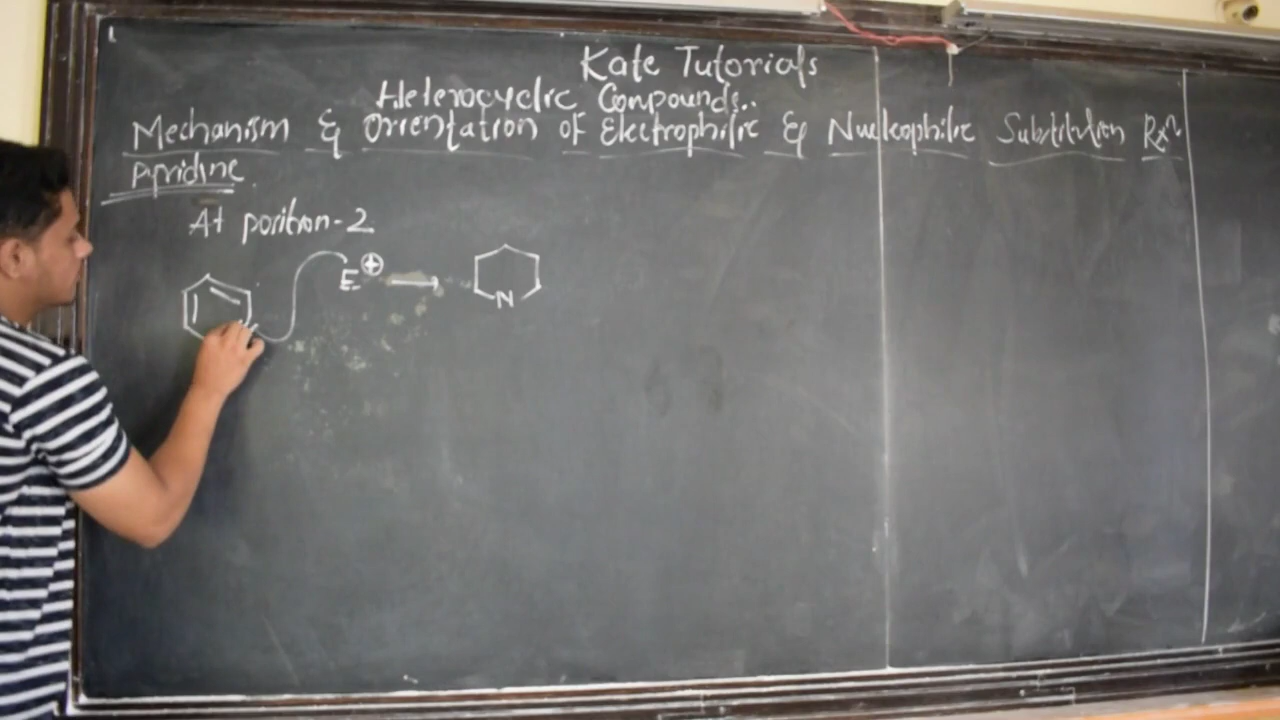 Kate Tutorials
Heterocyclic Compounds..
Mechanism & Orientation of Electrophilic & Nucleophilic Substitution Rxn
Pyridine.
At position-2
E⊕ → N